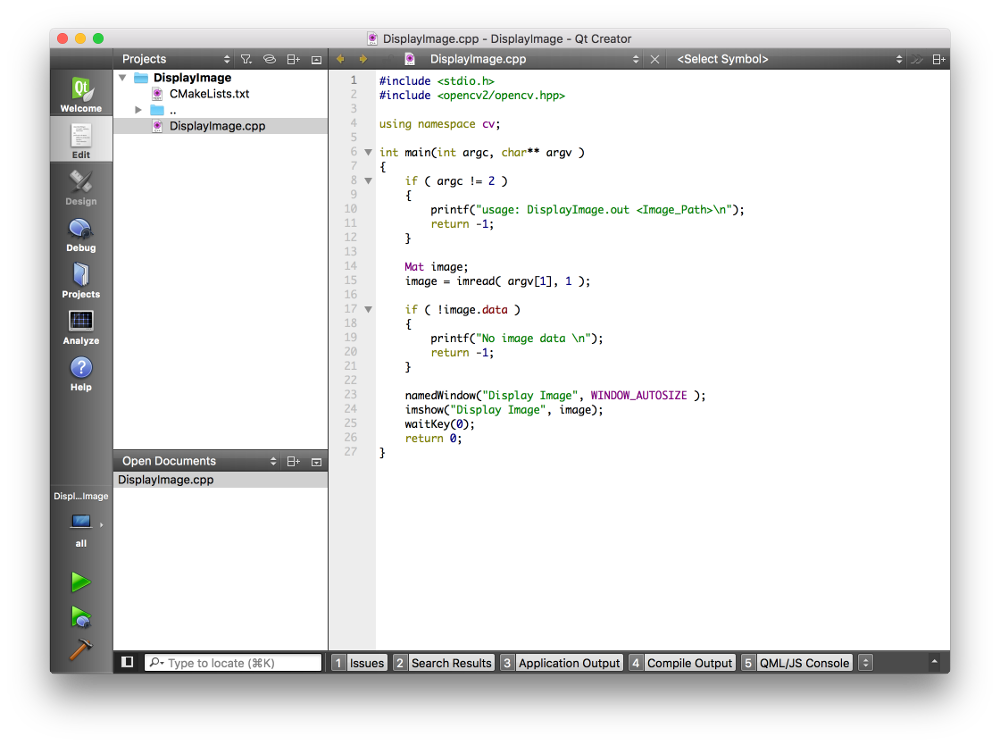 DisplayImage.cpp - DisplayImage - Qt Creator
Projects
DisplayImage.cpp
<Select Symbol>
Welcome
Edit
Design
Debug
Projects
Analyze
Help
Displ...Image
all
DisplayImage
CMakeLists.txt
..
DisplayImage.cpp
Open Documents
DisplayImage.cpp
1 #include <stdio.h>
2 #include <opencv2/opencv.hpp>
3
4 using namespace cv;
5
6 int main(int argc, char** argv )
7 {
8     if ( argc != 2 )
9     {
10         printf("usage: DisplayImage.out <Image_Path>\n");
11         return -1;
12     }
13
14     Mat image;
15     image = imread( argv[1], 1 );
16
17     if ( !image.data )
18     {
19         printf("No image data \n");
20         return -1;
21     }
22
23     namedWindow("Display Image", WINDOW_AUTOSIZE );
24     imshow("Display Image", image);
25     waitKey(0);
26     return 0;
27 }
Type to locate (⌘K)
1 Issues
2 Search Results
3 Application Output
4 Compile Output
5 QML/JS Console